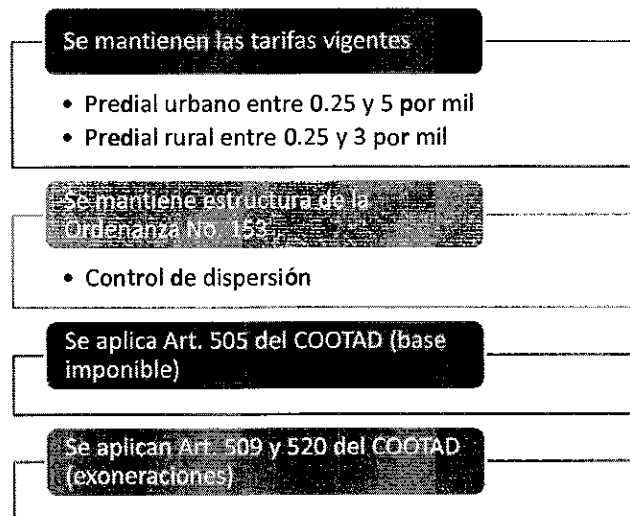 Se mantienen las tarifas vigentes
• Predial urbano entre 0.25 y 5 por mil
• Predial rural entre 0.25 y 3 por mil
Se mantiene estructura de la
Ordenanza No. 153
• Control de dispersión
Se aplica Art. 505 del COOTAD (base
imponible)
Se aplican Art. 509 y 520 del COOTAD
(exoneraciones)